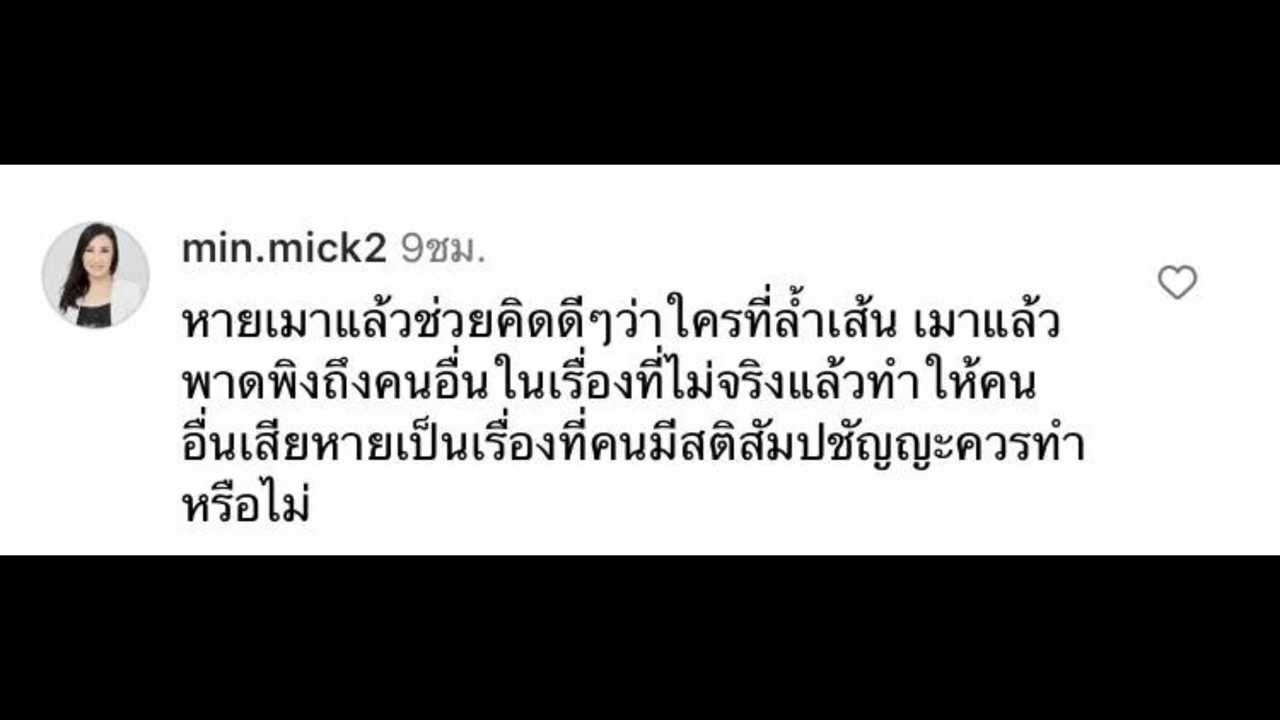 min.mick2 9ชม.
หายเมาแล้วช่วยคิดดีๆว่าใครที่ล้ำเส้น เมาแล้ว
พาดพิงถึงคนอื่นในเรื่องที่ไม่จริงแล้วทำให้คน
อื่นเสียหายเป็นเรื่องที่คนมีสติสัมปชัญญะควรทำ
หรือไม่